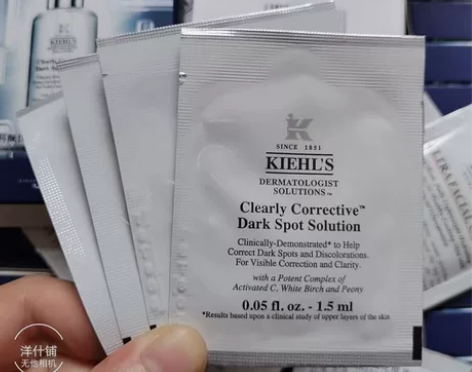 KIEHL'S
SINCE 1851
KIEHL'S
DERMATOLOGIST
SOLUTIONS™
Clearly Corrective™
Dark Spot Solution
Clinically-Demonstrated* to Help
Correct Dark Spots and Discolorations.
For Visible Correction and Clarity.
with a Potent Complex of
Activated C, White Birch and Peony
0.05 fl. oz. - 1.5 ml
*Results based upon a clinical study of upper layers of the skin
洋什铺
无他相机